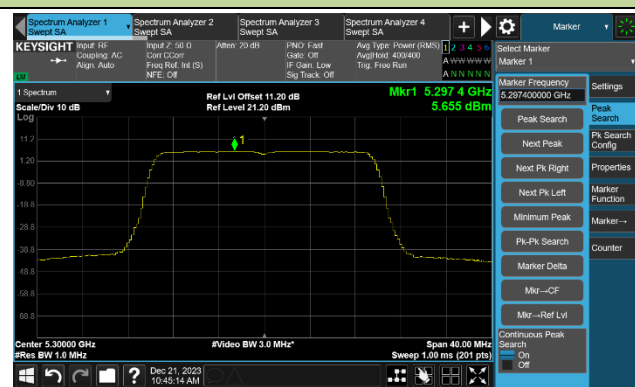 Spectrum Analyzer 1
Swept SA
Spectrum Analyzer 2
Swept SA
Spectrum Analyzer 3
Swept SA
Spectrum Analyzer 4
Swept SA
+
Marker
KEYSIGHT
Input: RF
Coupling: AC
Align: Auto
Input Z: 50 Ω
Corr CCorr
Freq Ref: Int (S)
NFE: Off
Atten: 20 dB
PNO: Fast
Gate: Off
IF Gain: Low
Sig Track: Off
Avg Type: Power (RMS)
Avg|Hold: 400/400
Trig: Free Run
1 2 3 4 5 6
A W W W W W
A N N N N N
LV
Select Marker
Marker 1
1 Spectrum
Scale/Div 10 dB
Log
Ref Lvl Offset 11.20 dB
Ref Level 21.20 dBm
Mkr1 5.297 4 GHz
5.655 dBm
1
11.2
1.20
-8.80
-18.8
-28.8
-38.8
-48.8
-58.8
-68.8
Center 5.30000 GHz
#Res BW 1.0 MHz
#Video BW 3.0 MHz*
Span 40.00 MHz
Sweep 1.00 ms (201 pts)
Marker Frequency
5.297400000 GHz
Peak Search
Next Peak
Next Pk Right
Next Pk Left
Minimum Peak
Pk-Pk Search
Marker Delta
Mkr→CF
Mkr→Ref Lvl
Continuous Peak
Search
On
Off
Settings
Peak
Search
Pk Search
Config
Properties
Marker
Function
Marker→
Counter
?
Dec 21, 2023
10:45:14 AM